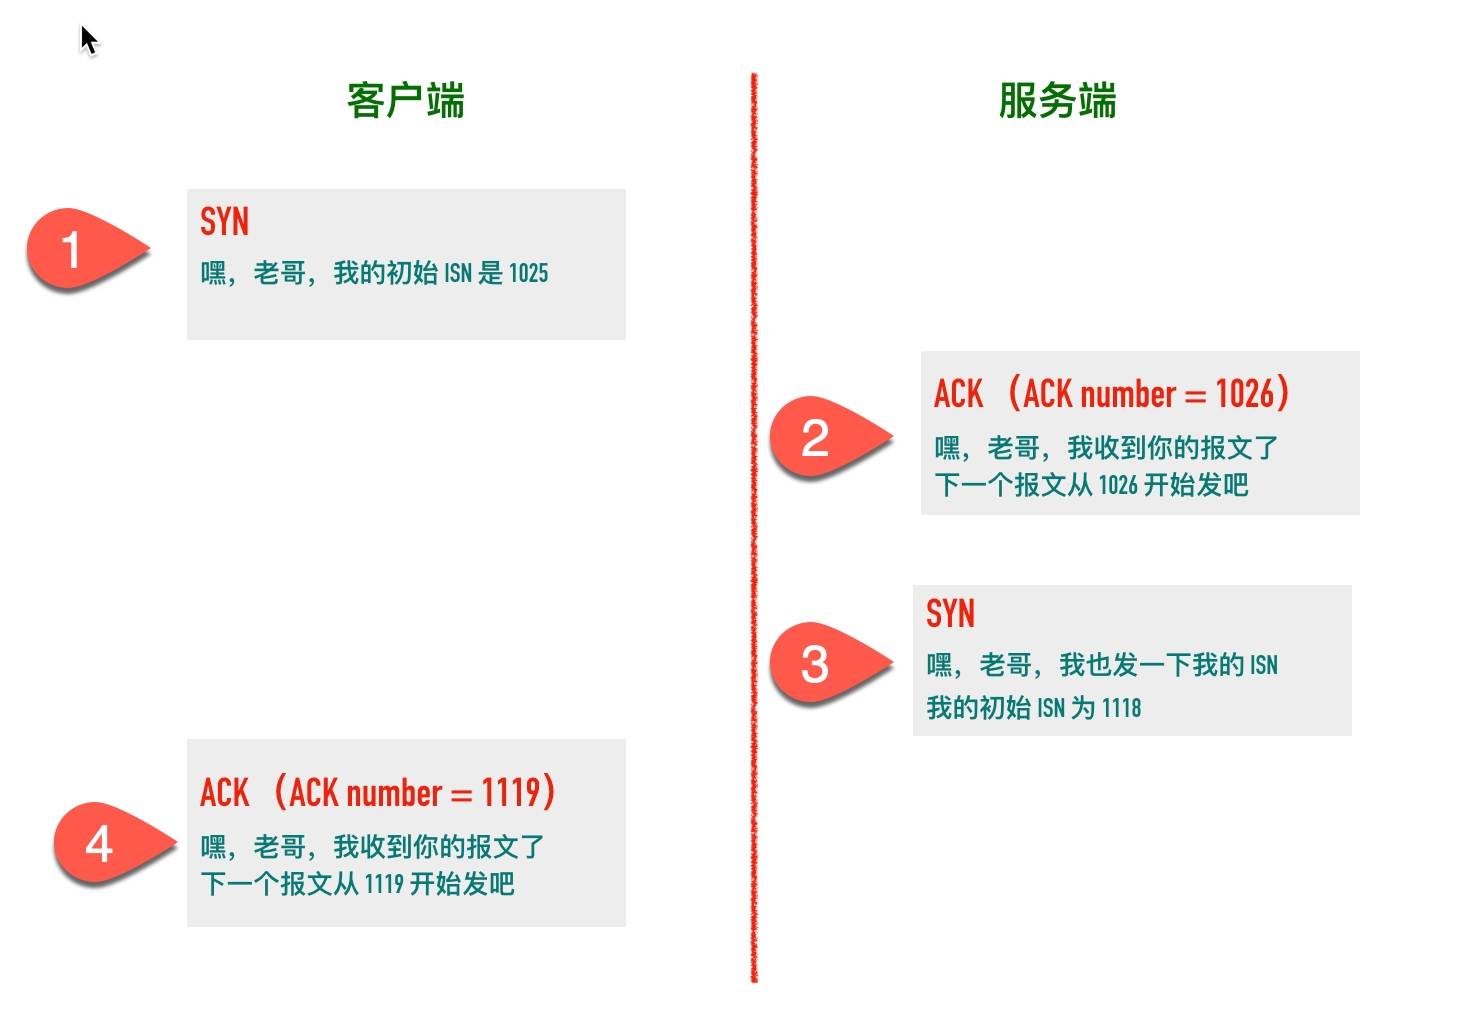 客户端
服务端
1
SYN
嘿，老哥，我的初始 ISN 是 1025
2
ACK （ACK number = 1026）
嘿，老哥，我收到你的报文了
下一个报文从 1026 开始发吧
3
SYN
嘿，老哥，我也发一下我的 ISN
我的初始 ISN 为 1118
4
ACK （ACK number = 1119）
嘿，老哥，我收到你的报文了
下一个报文从 1119 开始发吧